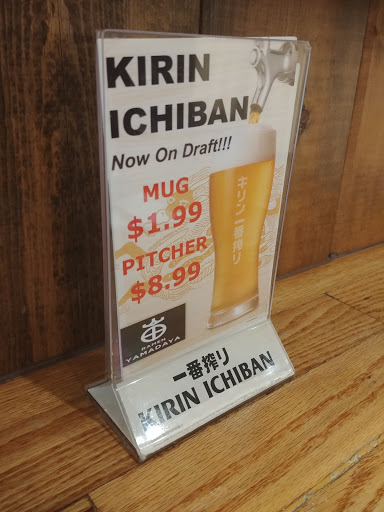 KIRIN
ICHIBAN
Now On Draft!!!
MUG
$1.99
PITCHER
$8.99
キリン一番搾り
RAMEN
YAMADAYA
一番搾り
KIRIN ICHIBAN